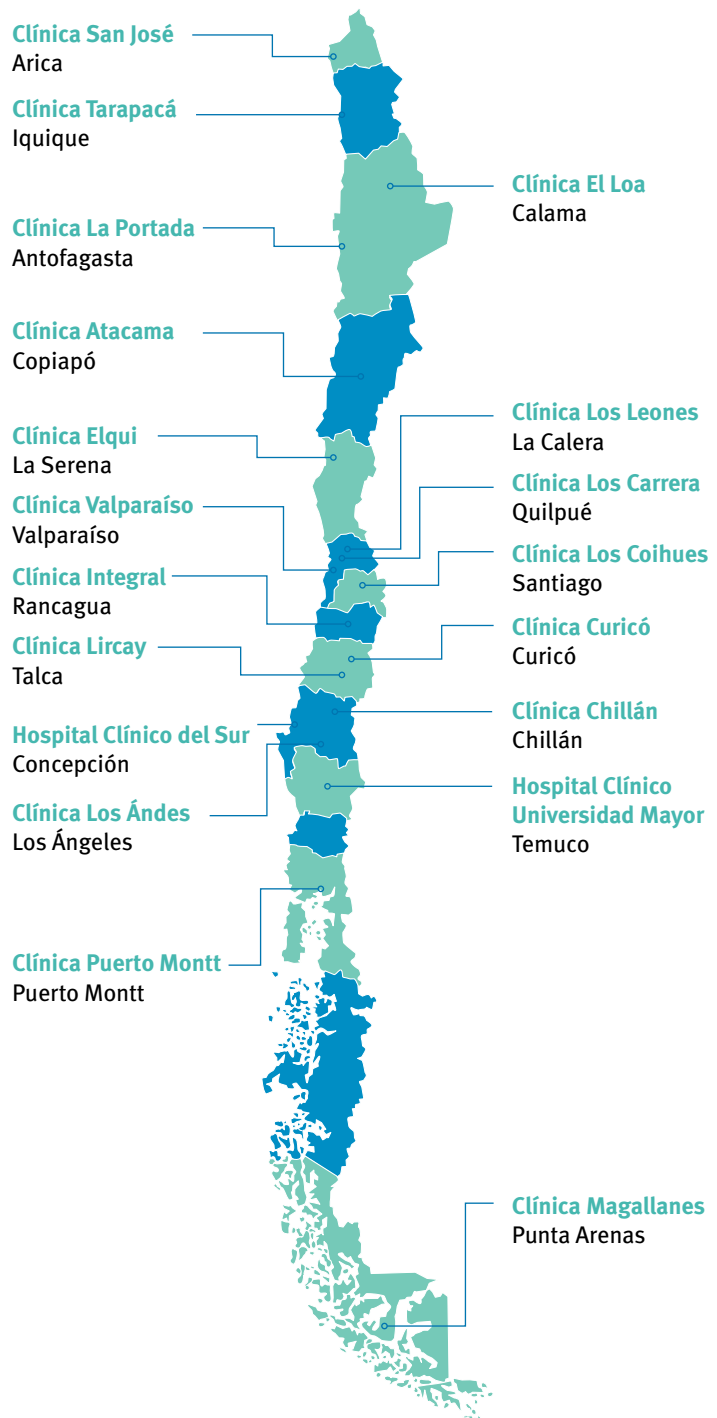 Clínica San José
Arica
Clínica Tarapacá
Iquique
Clínica La Portada
Antofagasta
Clínica Atacama
Copiapó
Clínica Elqui
La Serena
Clínica Valparaíso
Valparaíso
Clínica Integral
Rancagua
Clínica Lircay
Talca
Hospital Clínico del Sur
Concepción
Clínica Los Ándes
Los Ángeles
Clínica Puerto Montt
Puerto Montt
Clínica El Loa
Calama
Clínica Los Leones
La Calera
Clínica Los Carrera
Quilpué
Clínica Los Coihues
Santiago
Clínica Curicó
Curicó
Clínica Chillán
Chillán
Hospital Clínico
Universidad Mayor
Temuco
Clínica Magallanes
Punta Arenas